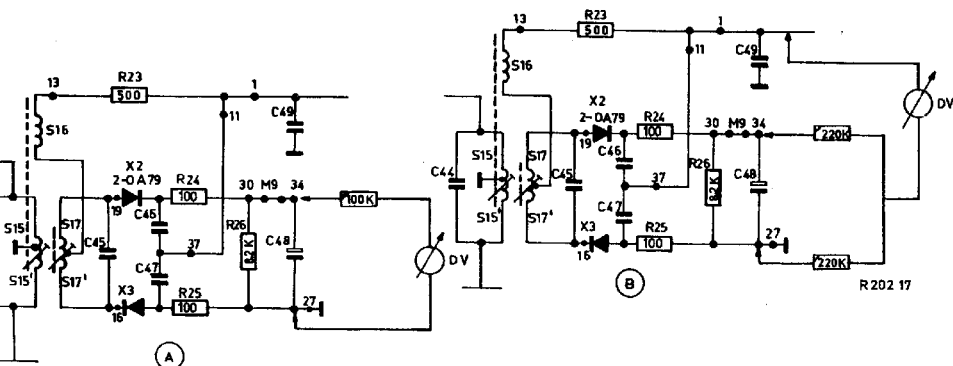 13
R23
500
1
11
C49
S16
X2
2-OA79
R24
100
30 M9 34
100K
S15
S17
19
C45
C46
37
R26
82K
C48
DV
S15'
S17'
C47
X3
16
R25
100
27
A
13
R23
500
1
11
C49
DV
S16
X2
2-OA79
R24
100
30 M9 34
220K
C44
S15
S17
C45
19
C46
37
R26
82K
C48
S15'
S17'
C47
X3
16
R25
100
27
220K
B
R202 17